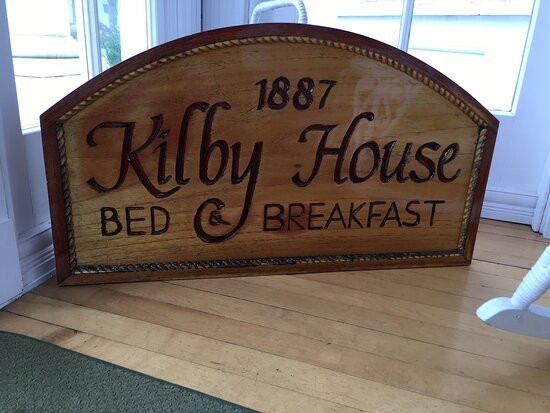 1887
Kilby House
BED & BREAKFAST